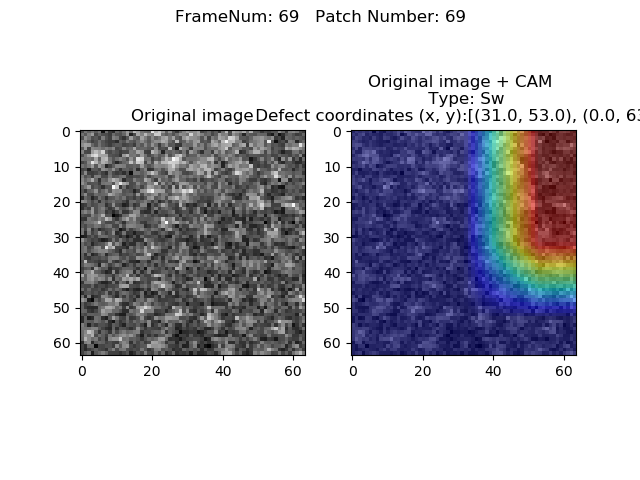 FrameNum: 69   Patch Number: 69
Original image + CAM
Type: Sw
Original image
Defect coordinates (x, y):[(31.0, 53.0), (0.0, 63
0
10
20
30
40
50
60
0 20 40 60
0
10
20
30
40
50
60
0 20 40 60